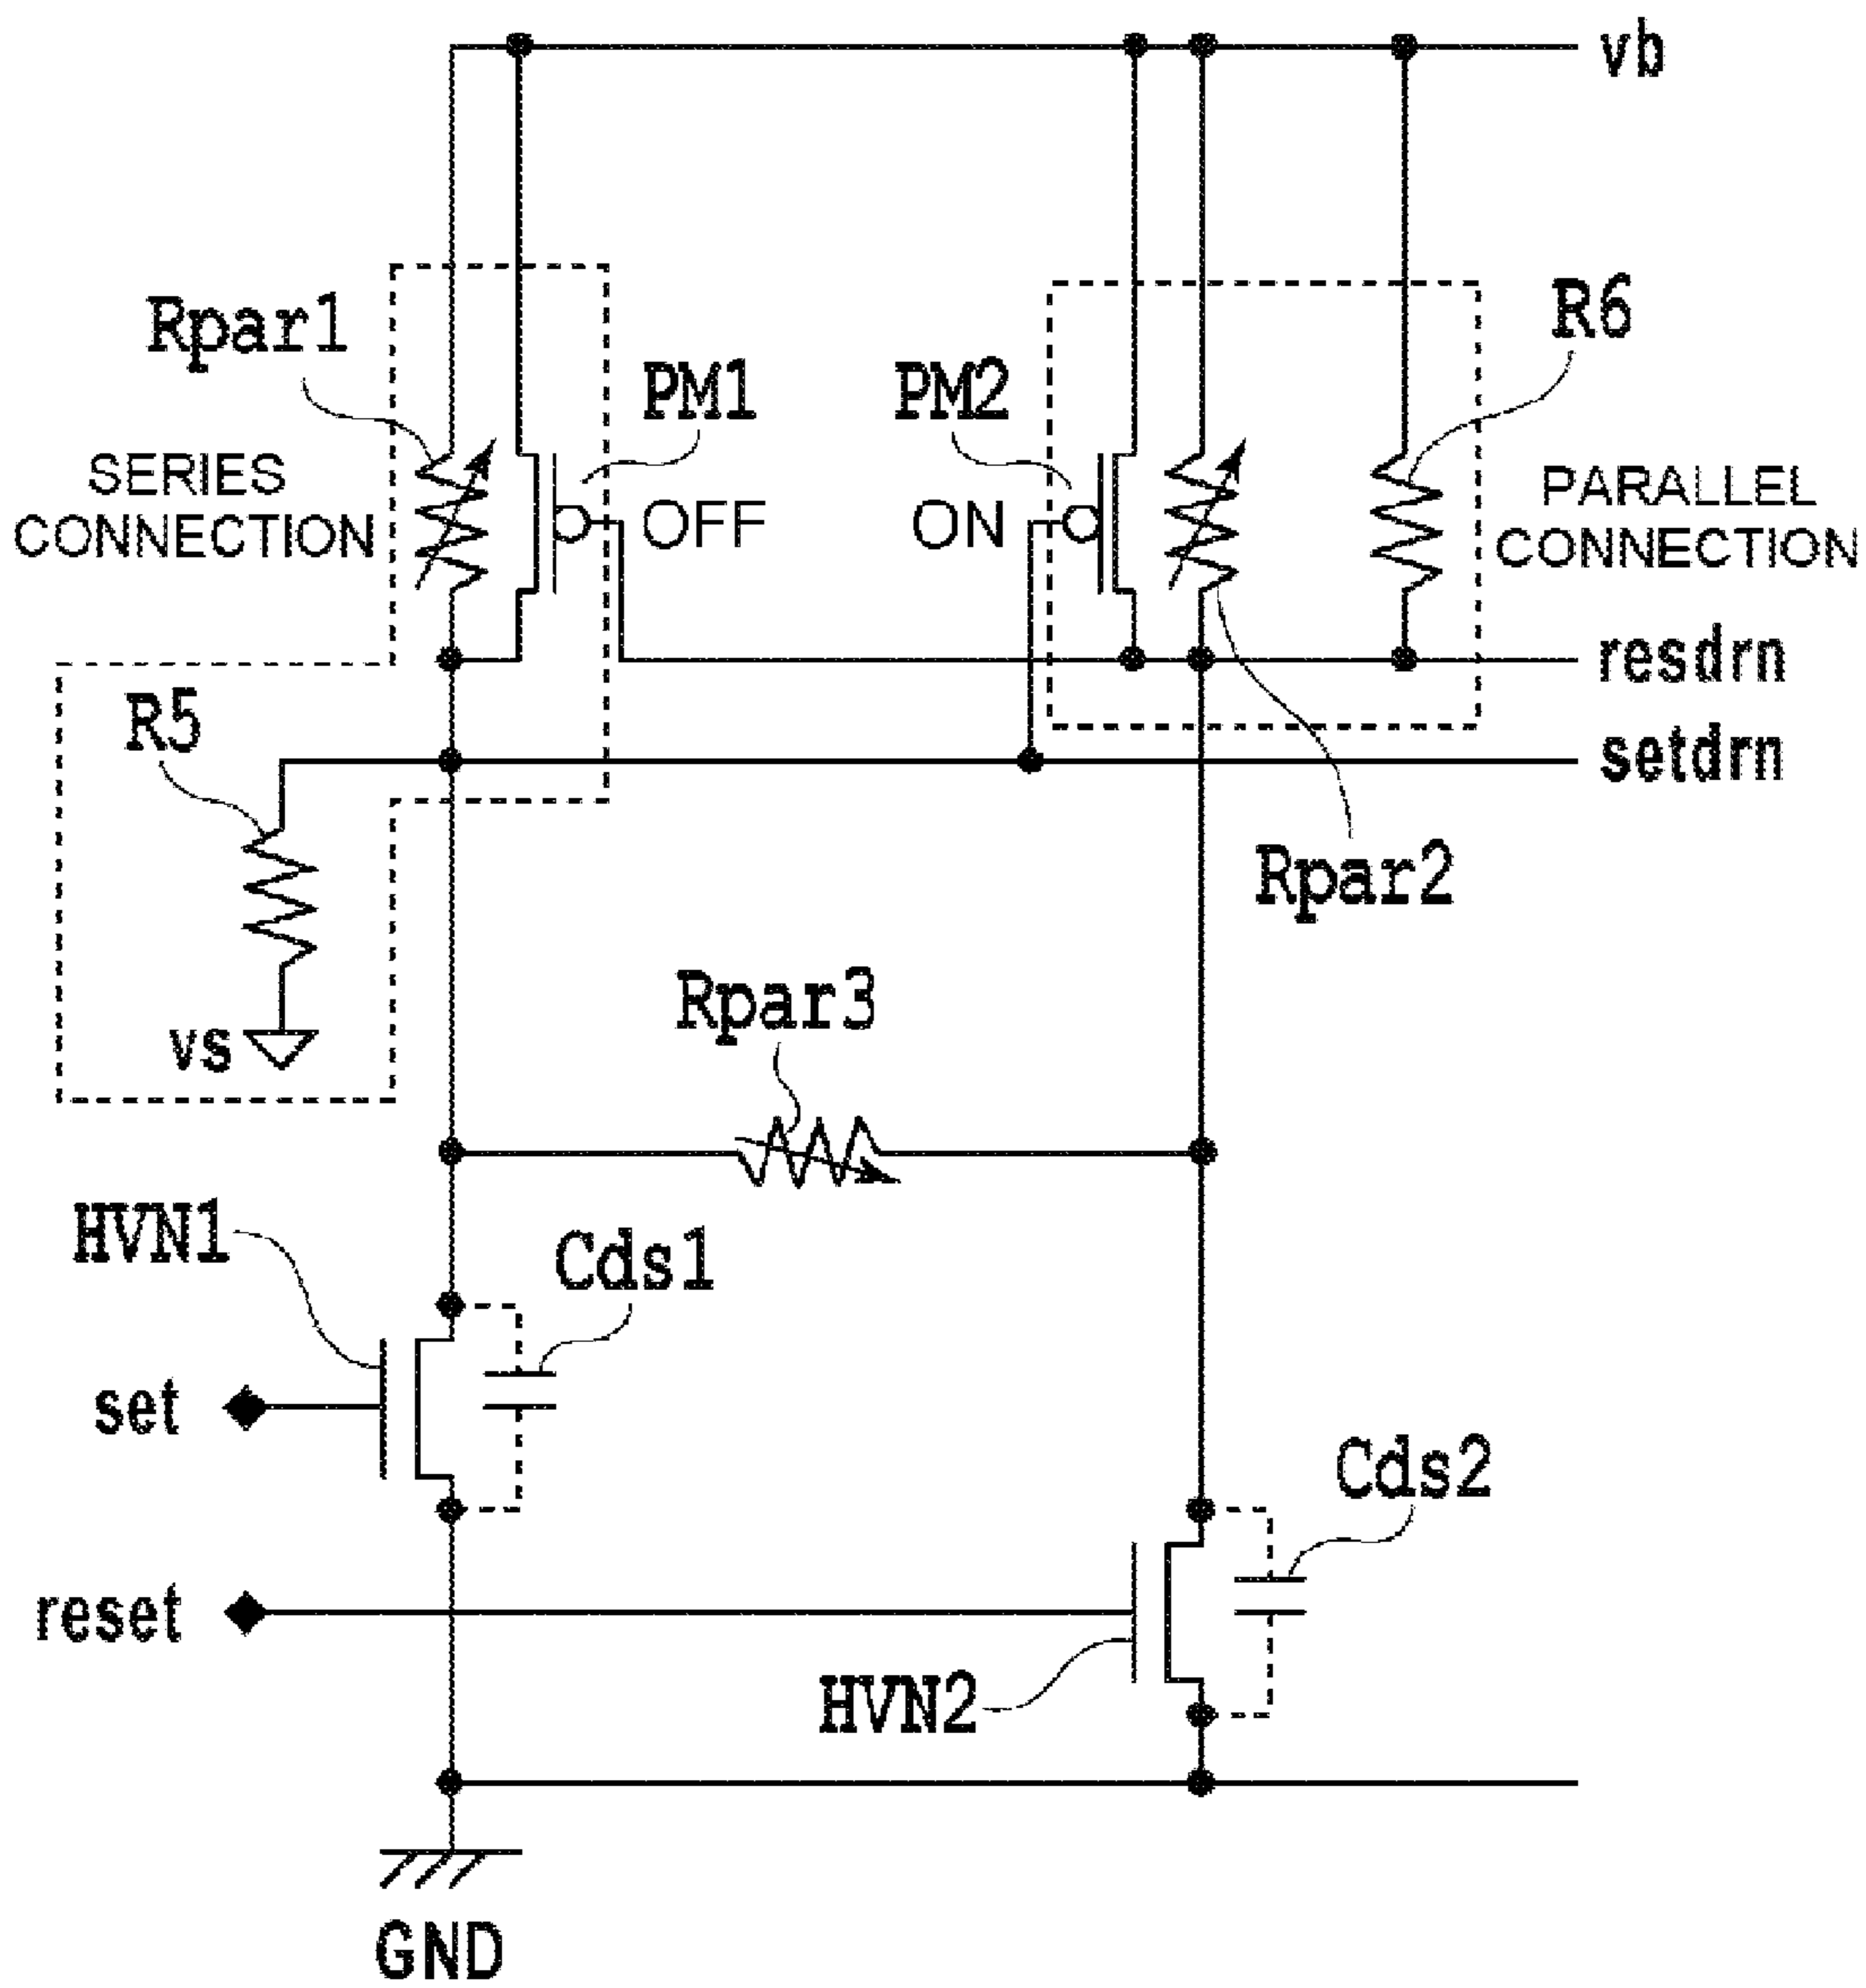 vb
Rpar1
R6
PM1
PM2
SERIES
CONNECTION
OFF
ON
PARALLEL
CONNECTION
resdrn
R5
setdrn
Rpar2
Rpar3
vs
HVN1
Cds1
set
Cds2
reset
HVN2
GND